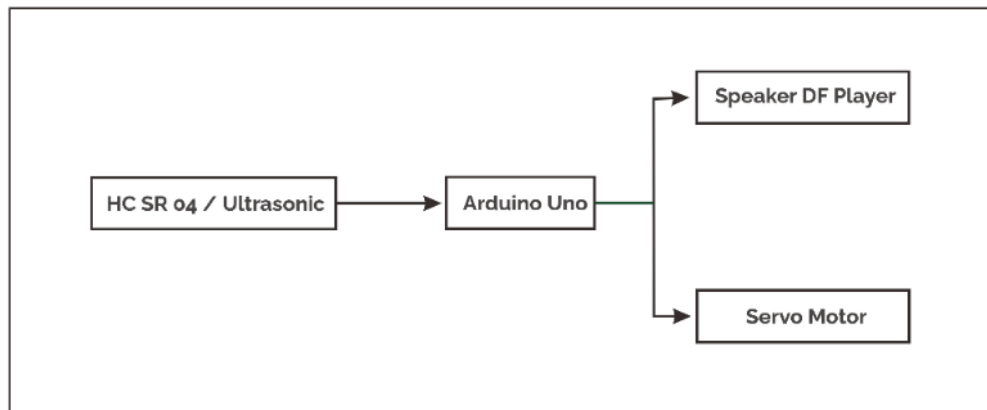 Speaker DF Player
HC SR 04 / Ultrasonic
Arduino Uno
Servo Motor